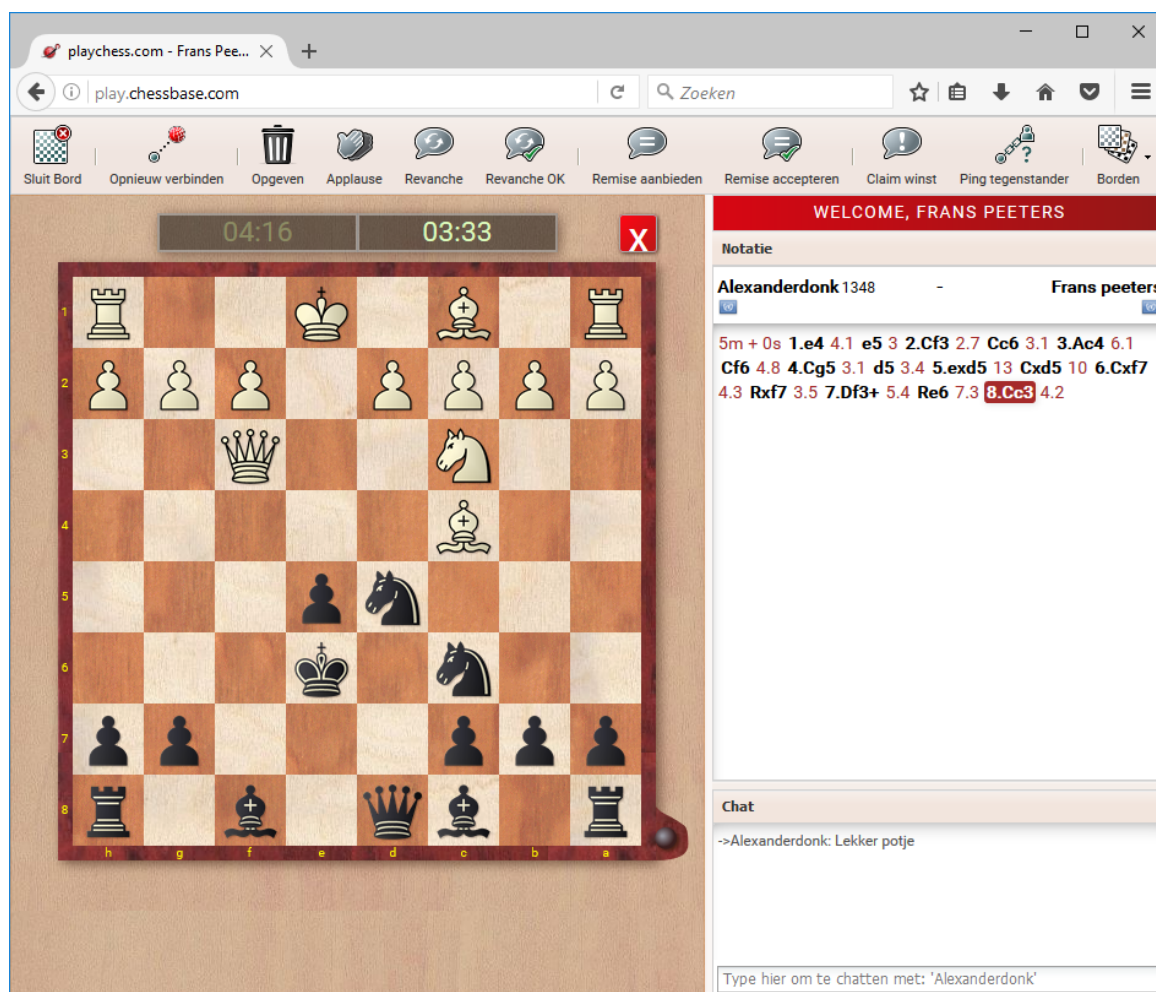 playchess.com - Frans Pee...
play.chessbase.com
Zoeken
Sluit Bord Opnieuw verbinden Opgeven Applause Revanche Revanche OK Remise aanbieden Remise accepteren Claim winst Ping tegenstander Borden
04:16 03:33 X
WELCOME, FRANS PEETERS
Notatie
Alexanderdonk 1348 - Frans peeters
5m + 0s 1.e4 4.1 e5 3 2.Cf3 2.7 Cc6 3.1 3.Ac4 6.1
Cf6 4.8 4.Cg5 3.1 d5 3.4 5.exd5 13 Cxd5 10 6.Cxf7
4.3 Rxf7 3.5 7.Df3+ 5.4 Re6 7.3 8.Cc3 4.2
1
2
3
4
5
6
7
8
h g f e d c b a
Chat
->Alexanderdonk: Lekker potje
Type hier om te chatten met: 'Alexanderdonk'